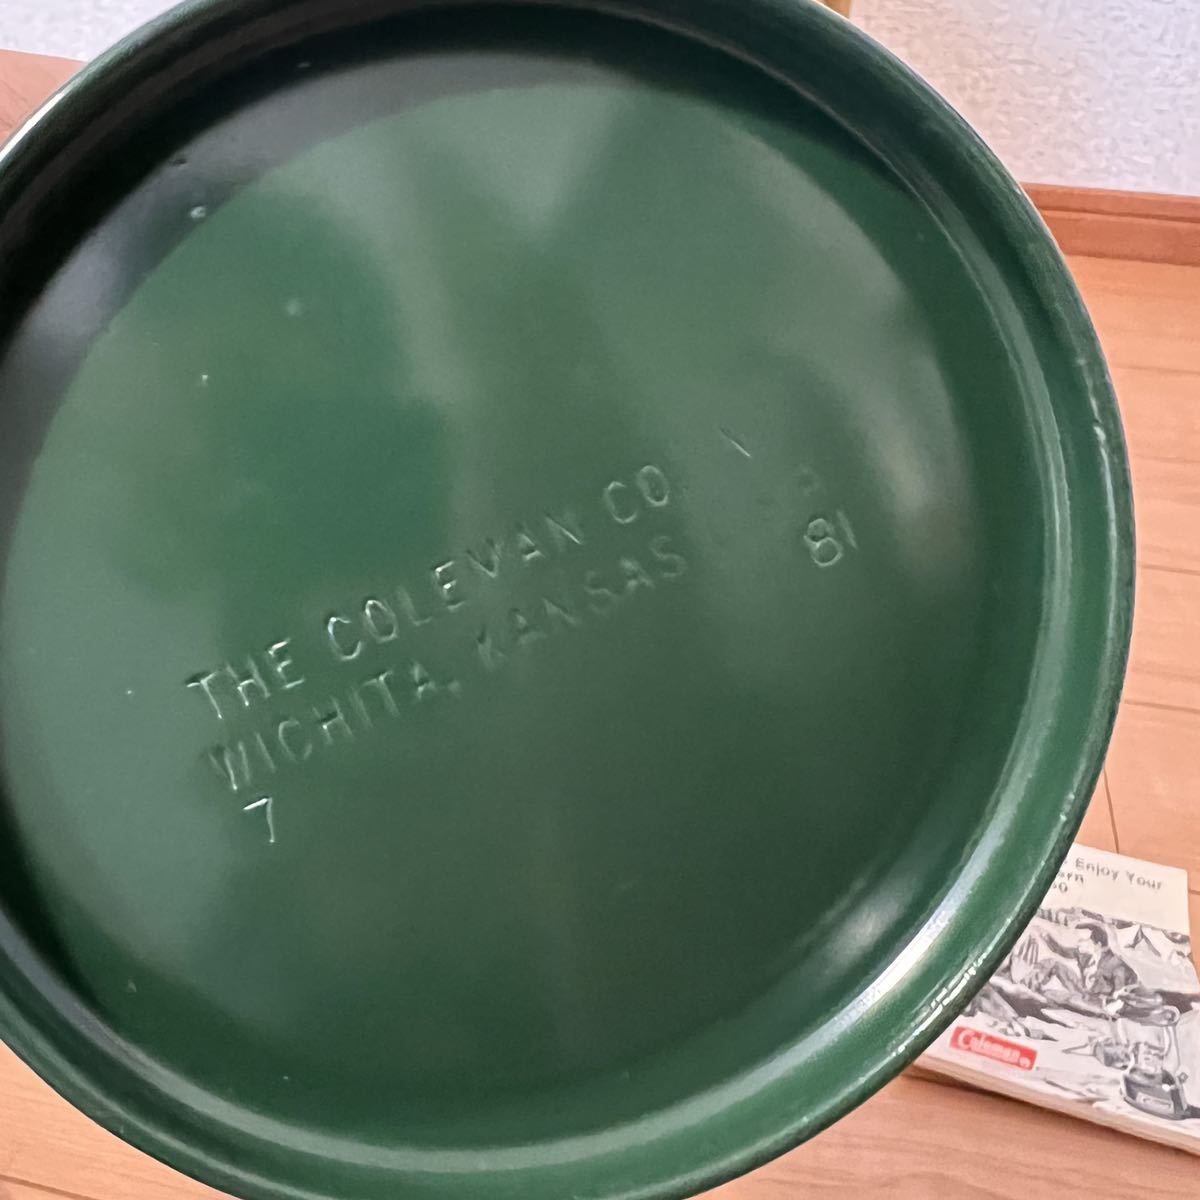 THE COLEMAN CO
WICHITA, KANSAS
7
81
Enjoy Your
Coleman